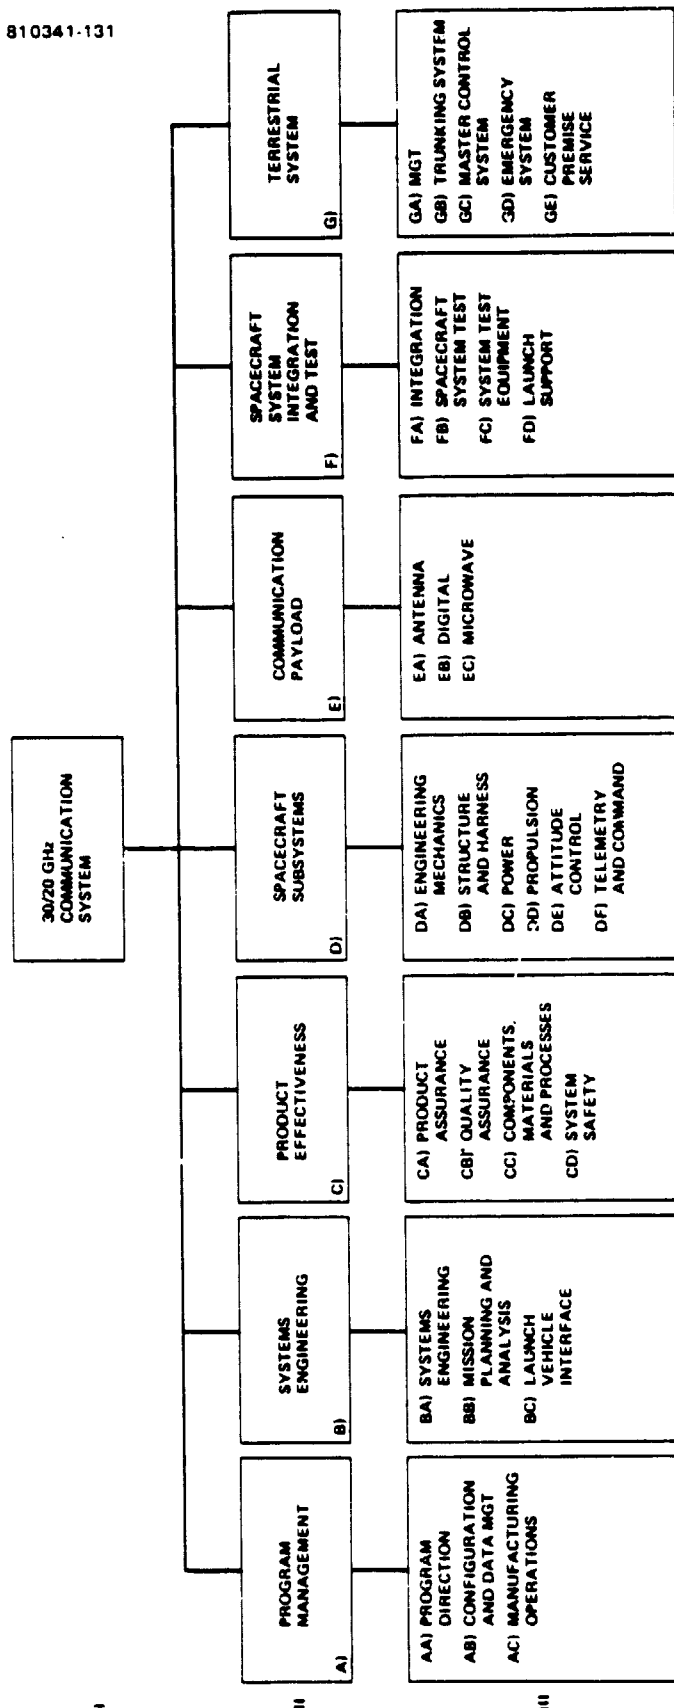 810341-131
30/20 GHz
COMMUNICATION
SYSTEM
A)
PROGRAM
MANAGEMENT
B)
SYSTEMS
ENGINEERING
C)
PRODUCT
EFFECTIVENESS
D)
SPACECRAFT
SUBSYSTEMS
E)
COMMUNICATION
PAYLOAD
F)
SPACECRAFT
SYSTEM
INTEGRATION
AND TEST
G)
TERRESTRIAL
SYSTEM
AA) PROGRAM
DIRECTION
AB) CONFIGURATION
AND DATA MGT
AC) MANUFACTURING
OPERATIONS
BA) SYSTEMS
ENGINEERING
BB) MISSION
PLANNING AND
ANALYSIS
BC) LAUNCH
VEHICLE
INTERFACE
CA) PRODUCT
ASSURANCE
CB) QUALITY
ASSURANCE
CC) COMPONENTS,
MATERIALS
AND PROCESSES
CD) SYSTEM
SAFETY
DA) ENGINEERING
MECHANICS
DB) STRUCTURE
AND HARNESS
DC) POWER
DD) PROPULSION
DE) ATTITUDE
CONTROL
DF) TELEMETRY
AND COMMAND
EA) ANTENNA
EB) DIGITAL
EC) MICROWAVE
FA) INTEGRATION
FB) SPACECRAFT
SYSTEM TEST
FC) SYSTEM TEST
EQUIPMENT
FD) LAUNCH
SUPPORT
GA) MGT
GB) TRUNKING SYSTEM
GC) MASTER CONTROL
SYSTEM
GD) EMERGENCY
SYSTEM
GE) CUSTOMER
PREMISE
SERVICE